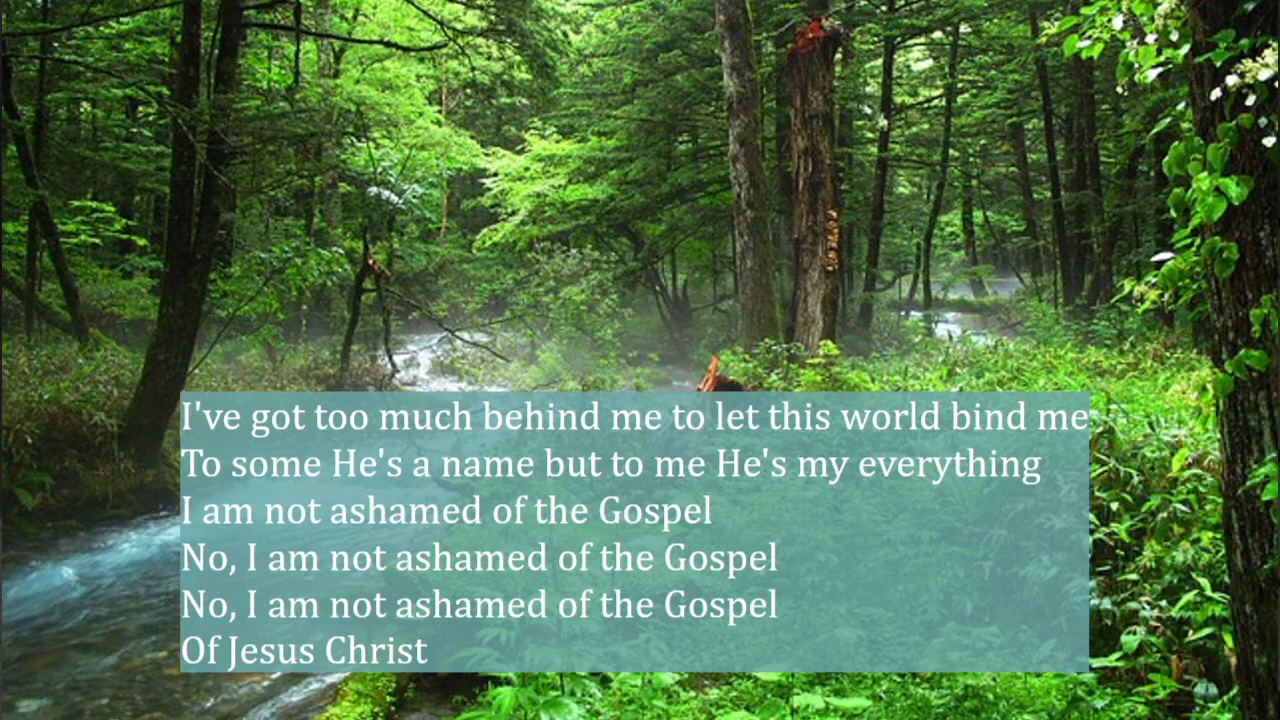 I've got too much behind me to let this world bind me
To some He's a name but to me He's my everything
I am not ashamed of the Gospel
No, I am not ashamed of the Gospel
No, I am not ashamed of the Gospel
Of Jesus Christ